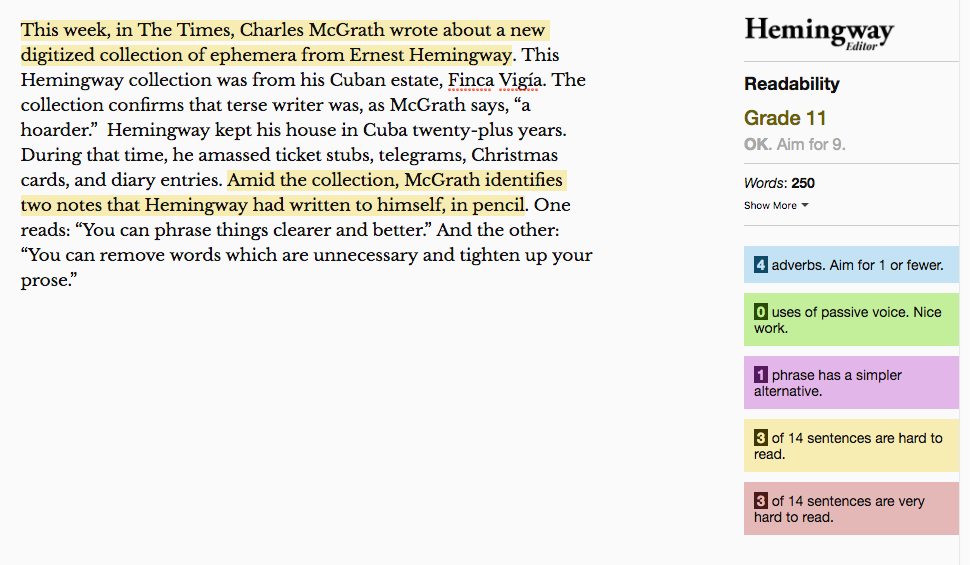 This week, in The Times, Charles McGrath wrote about a new
digitized collection of ephemera from Ernest Hemingway. This
Hemingway collection was from his Cuban estate, Finca Vigía. The
collection confirms that terse writer was, as McGrath says, “a
hoarder.”  Hemingway kept his house in Cuba twenty-plus years.
During that time, he amassed ticket stubs, telegrams, Christmas
cards, and diary entries. Amid the collection, McGrath identifies
two notes that Hemingway had written to himself, in pencil. One
reads: “You can phrase things clearer and better.” And the other:
“You can remove words which are unnecessary and tighten up your
prose.”
Hemingway
Editor
Readability
Grade 11
OK. Aim for 9.
Words: 250
Show More
4 adverbs. Aim for 1 or fewer.
0 uses of passive voice. Nice
work.
1 phrase has a simpler
alternative.
3 of 14 sentences are hard to
read.
3 of 14 sentences are very
hard to read.